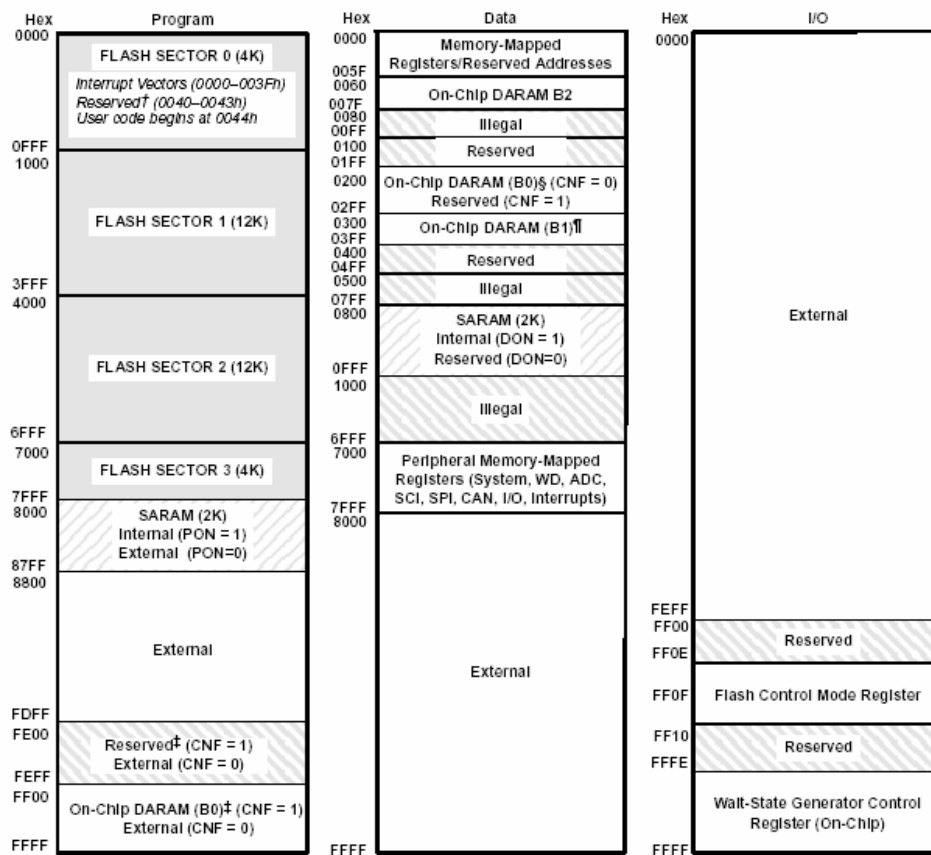 Hex Program
0000
FLASH SECTOR 0 (4K)
Interrupt Vectors (0000–003Fh)
Reserved† (0040–0043h)
User code begins at 0044h
0FFF
1000
FLASH SECTOR 1 (12K)
3FFF
4000
FLASH SECTOR 2 (12K)
6FFF
7000
FLASH SECTOR 3 (4K)
7FFF
8000
SARAM (2K)
Internal (PON = 1)
External (PON=0)
87FF
8800
External
FDFF
FE00
Reserved‡ (CNF = 1)
External (CNF = 0)
FEFF
FF00
On-Chip DARAM (B0)‡ (CNF = 1)
External (CNF = 0)
FFFF
Hex Data
0000
Memory-Mapped
Registers/Reserved Addresses
005F
0060
On-Chip DARAM B2
007F
0080
Illegal
00FF
0100
Reserved
01FF
0200
On-Chip DARAM (B0)§ (CNF = 0)
Reserved (CNF = 1)
02FF
0300
On-Chip DARAM (B1)¶
03FF
0400
Reserved
04FF
0500
Illegal
07FF
0800
SARAM (2K)
Internal (DON = 1)
Reserved (DON=0)
0FFF
1000
Illegal
6FFF
7000
Peripheral Memory-Mapped
Registers (System, WD, ADC,
SCI, SPI, CAN, I/O, Interrupts)
7FFF
8000
External
FFFF
Hex I/O
0000
External
FEFF
FF00
Reserved
FF0E
FF0F
Flash Control Mode Register
FF10
Reserved
FFFE
Wait-State Generator Control
Register (On-Chip)
FFFF